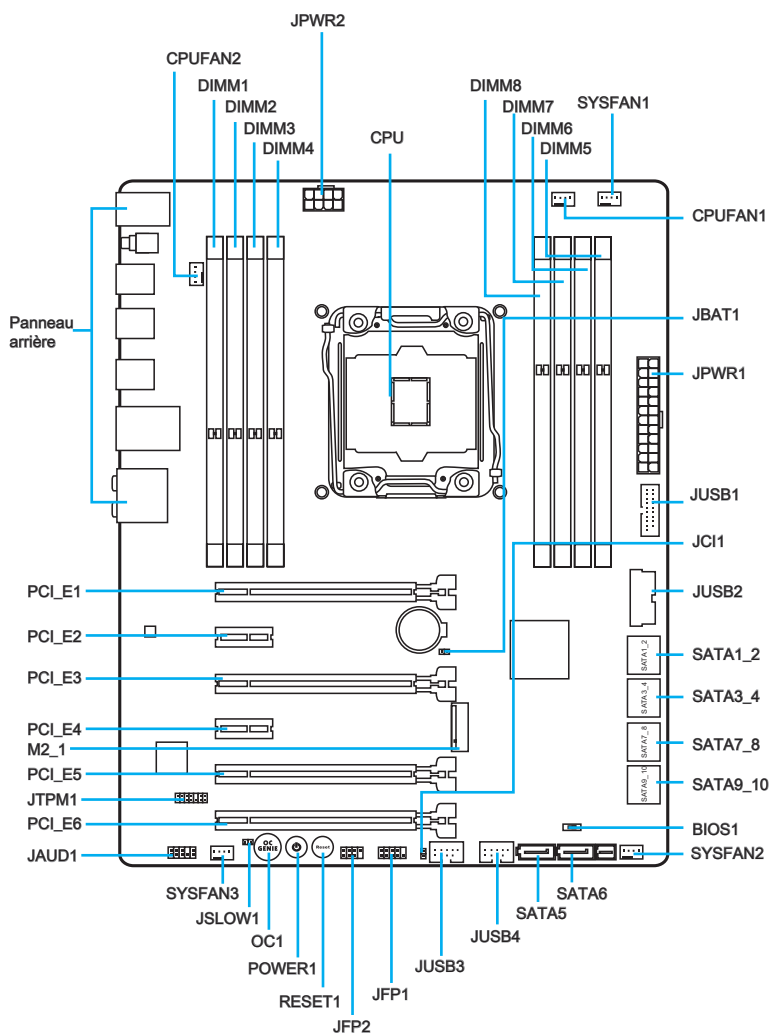 JPWR2
CPUFAN2
DIMM1
DIMM2
DIMM3
DIMM4
CPU
DIMM8
DIMM7
DIMM6
DIMM5
SYSFAN1
CPUFAN1
Panneau
arrière
JBAT1
JPWR1
JUSB1
JCI1
JUSB2
PCI_E1
PCI_E2
PCI_E3
PCI_E4
M2_1
PCI_E5
JTPM1
PCI_E6
JAUD1
SATA1_2
SATA1_2
SATA3_4
SATA3_4
SATA7_8
SATA7_8
SATA9_10
SATA9_10
BIOS1
SYSFAN2
OC
GENIE
Reset
SYSFAN3
JSLOW1
OC1
POWER1
RESET1
JFP2
JFP1
JUSB3
JUSB4
SATA5
SATA6